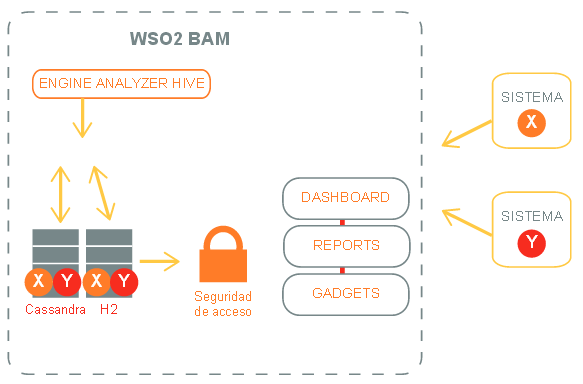 WSO2 BAM
ENGINE ANALYZER HIVE
SISTEMA
X
DASHBOARD
SISTEMA
Y
REPORTS
X Y X Y
GADGETS
Cassandra H2
Seguridad
de acceso